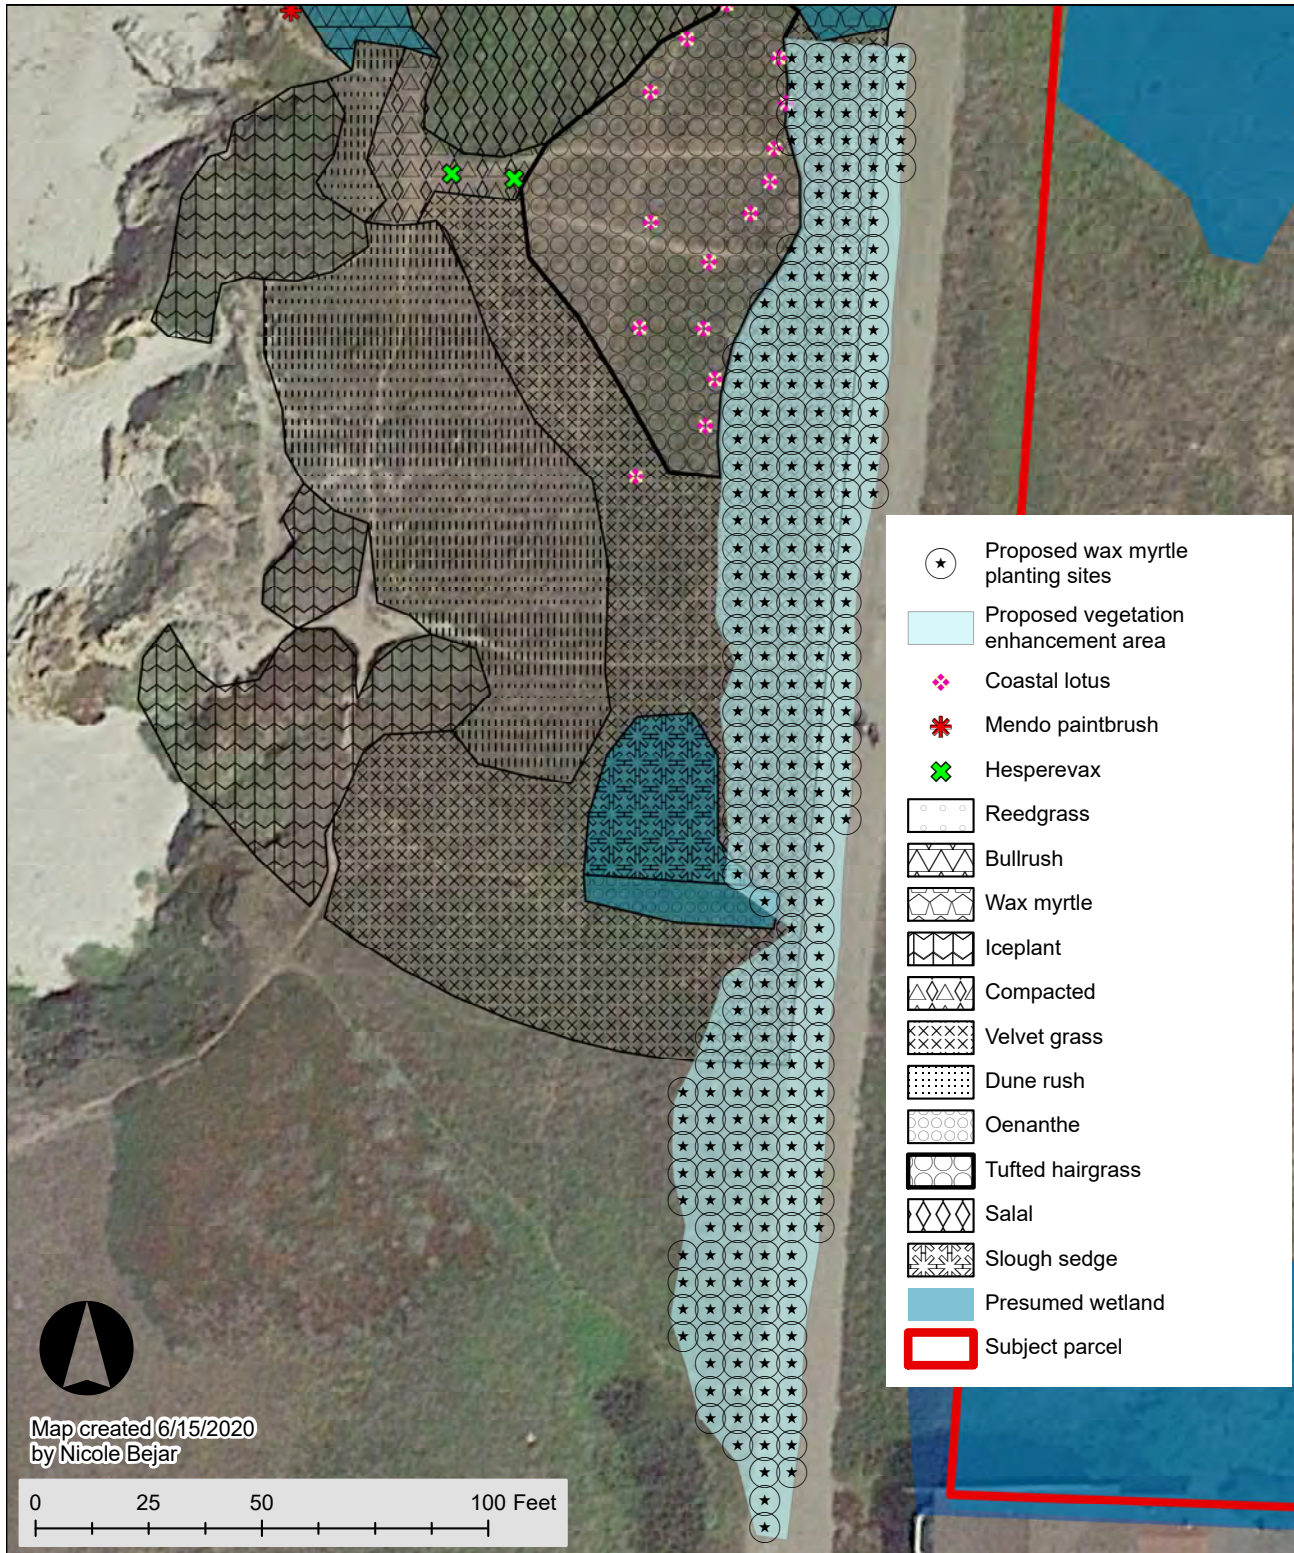 Proposed wax myrtle
planting sites
Proposed vegetation
enhancement area
Coastal lotus
Mendo paintbrush
Hesperevax
Reedgrass
Bullrush
Wax myrtle
Iceplant
Compacted
Velvet grass
Dune rush
Oenanthe
Tufted hairgrass
Salal
Slough sedge
Presumed wetland
Subject parcel
Map created 6/15/2020
by Nicole Bejar
0 25 50 100 Feet